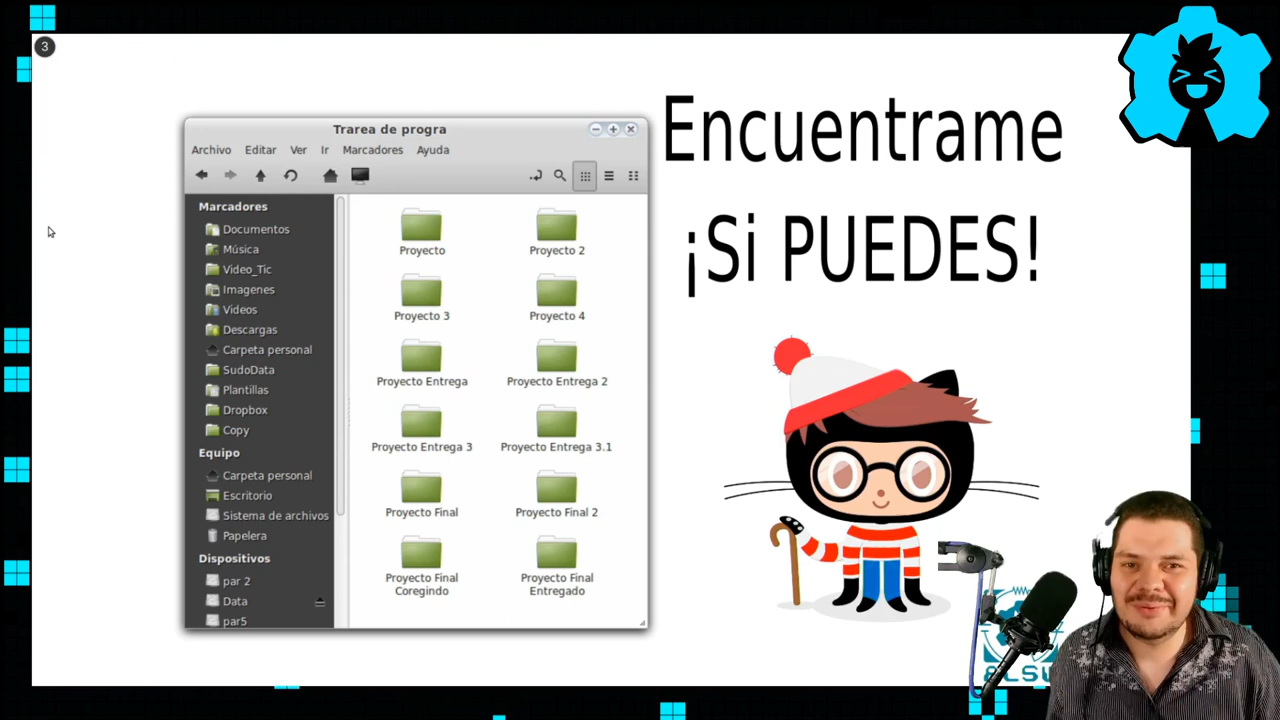 3
Encuentrame
¡Si PUEDES!
Trarea de progra
Archivo Editar Ver Ir Marcadores Ayuda
Marcadores
Documentos
Música
Video_Tic
Imagenes
Videos
Descargas
Carpeta personal
SudoData
Plantillas
Dropbox
Copy
Equipo
Carpeta personal
Escritorio
Sistema de archivos
Papelera
Dispositivos
par 2
Data
par5
Proyecto Proyecto 2
Proyecto 3 Proyecto 4
Proyecto Entrega Proyecto Entrega 2
Proyecto Entrega 3 Proyecto Entrega 3.1
Proyecto Final Proyecto Final 2
Proyecto Final
Coregindo
Proyecto Final
Entregado